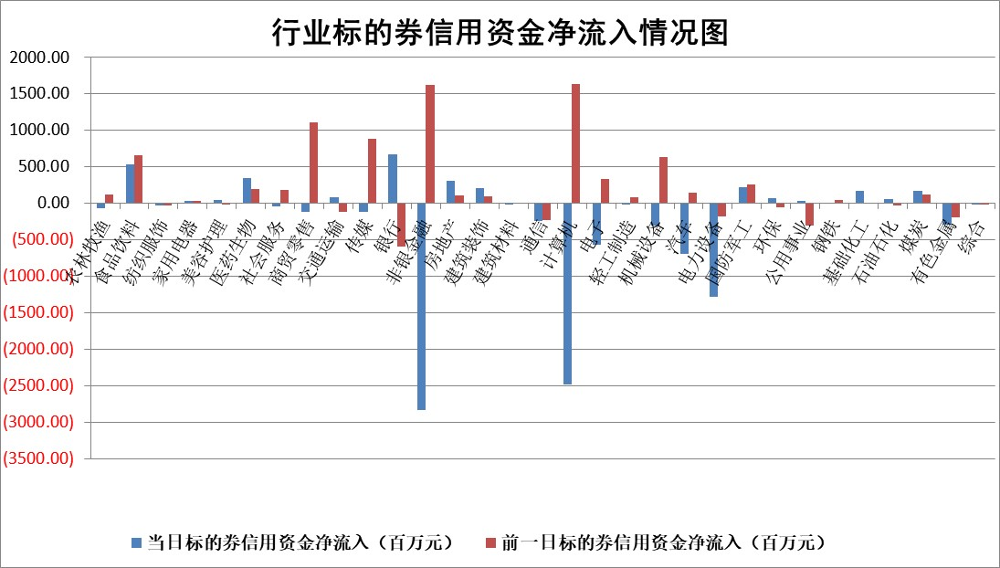 行业标的券信用资金净流入情况图
2000.00
1500.00
1000.00
500.00
0.00
(500.00)
(1000.00)
(1500.00)
(2000.00)
(2500.00)
(3000.00)
(3500.00)
农林牧渔
食品饮料
纺织服饰
家用电器
美容护理
医药生物
社会服务
商贸零售
交通运输
传媒
银行
非银金融
房地产
建筑装饰
建筑材料
通信
计算机
电子
轻工制造
机械设备
汽车
电力设备
国防军工
环保
公用事业
钢铁
基础化工
石油石化
煤炭
有色金属
综合
当日标的券信用资金净流入（百万元）
前一日标的券信用资金净流入（百万元）